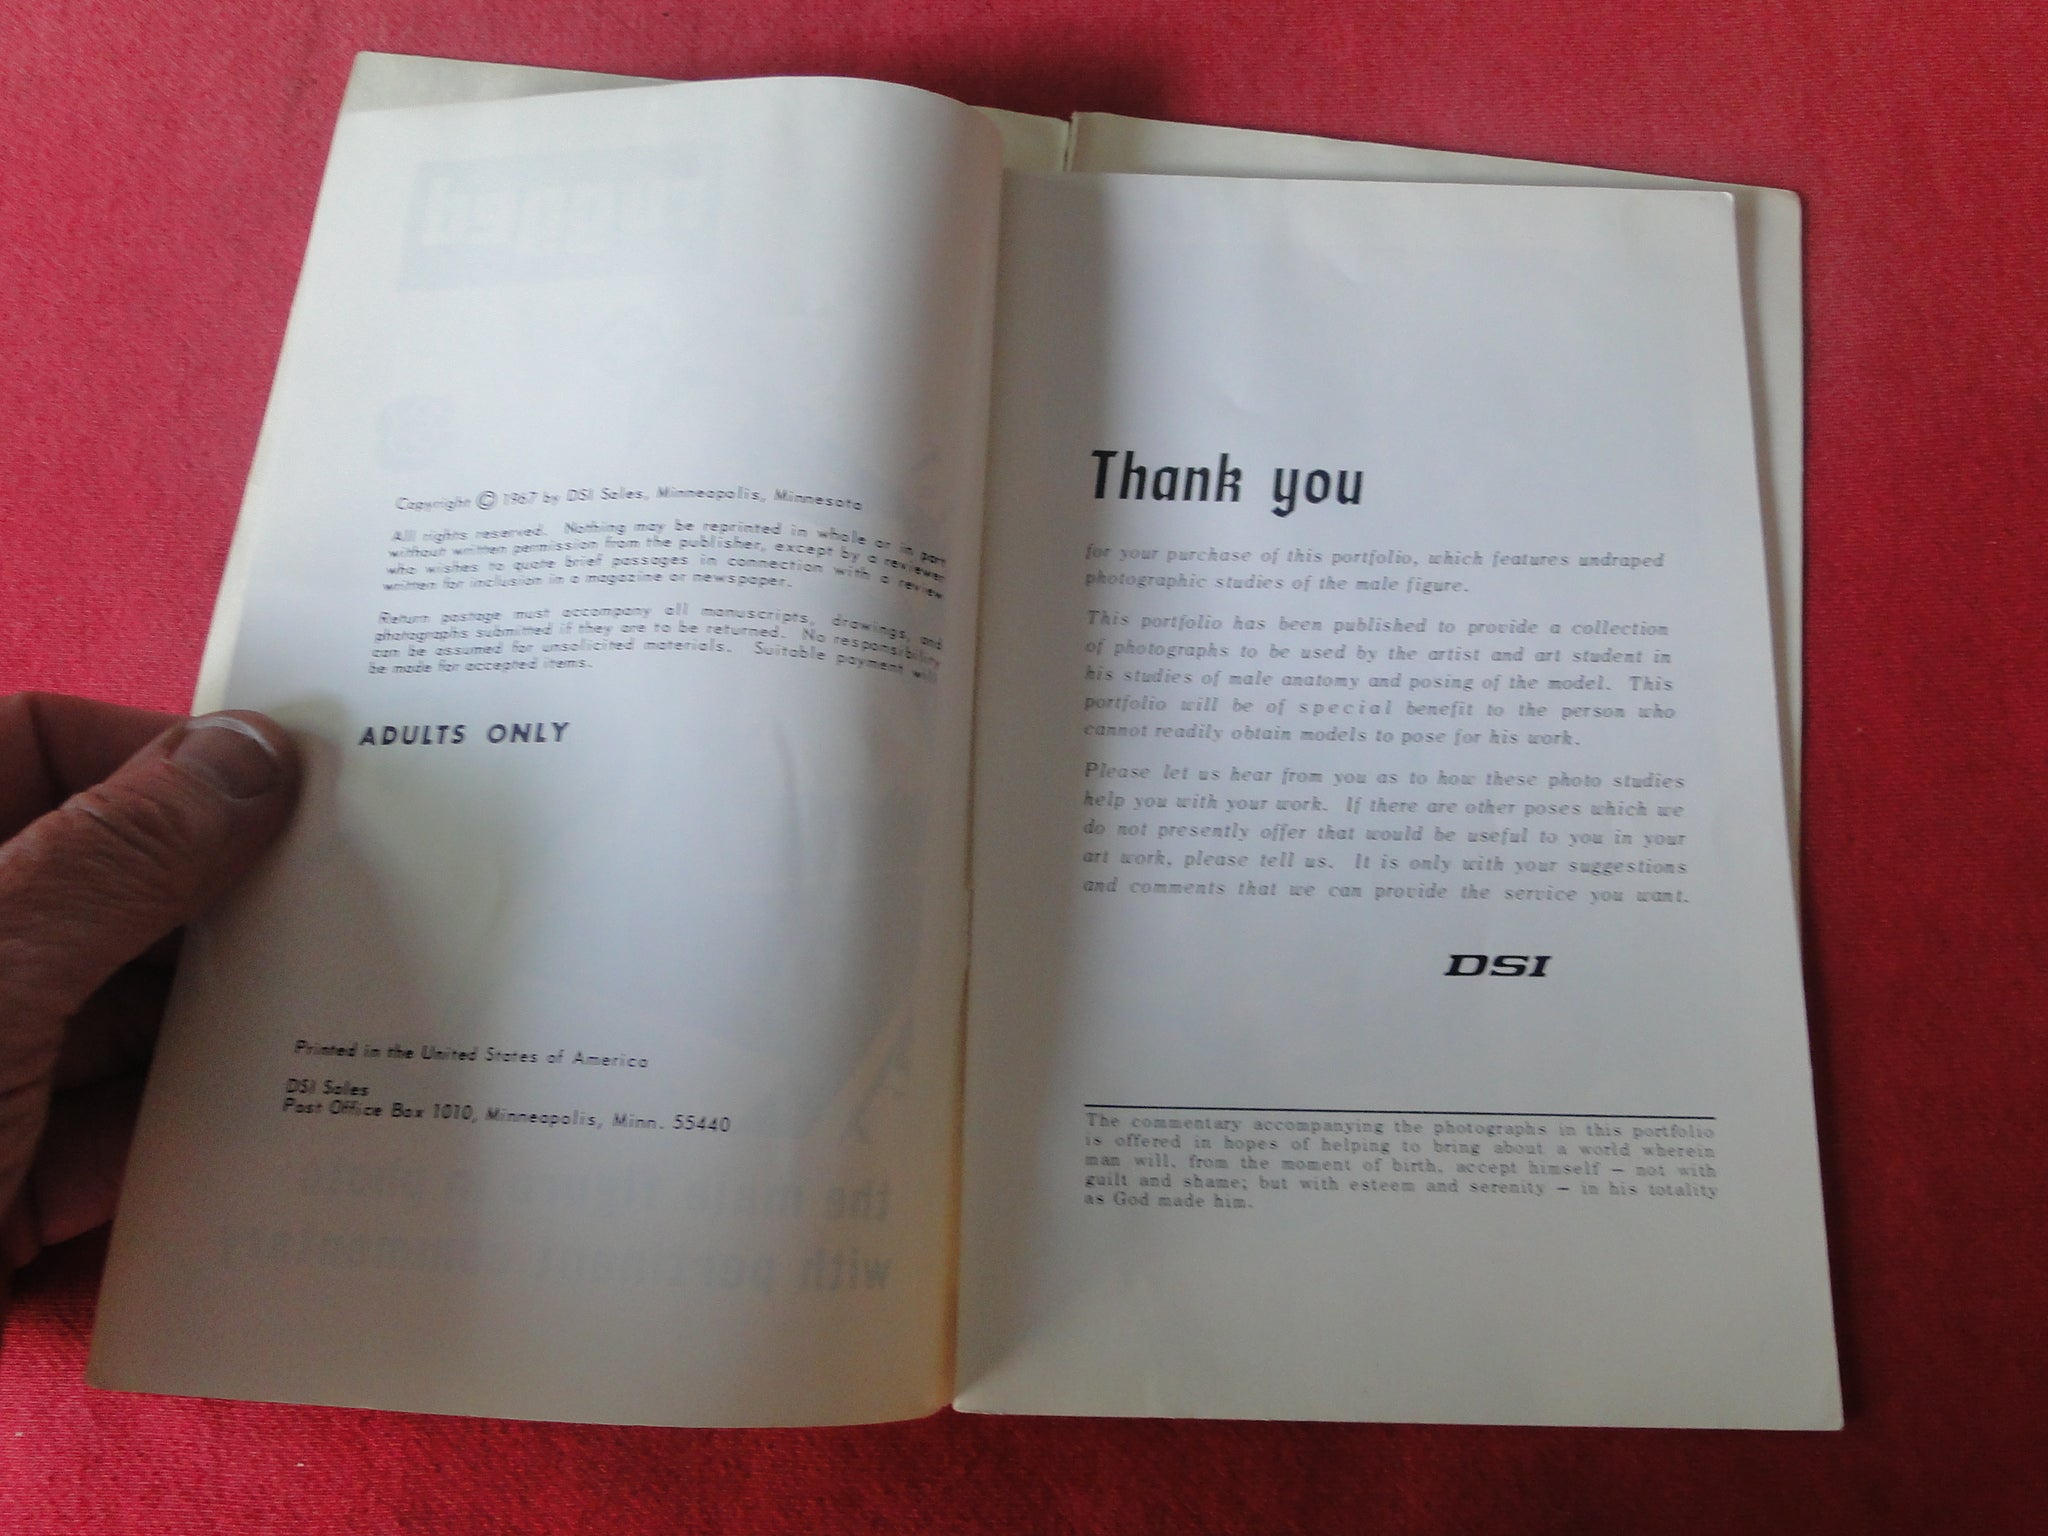 Copyright © 1967 by DSI Sales, Minneapolis, Minnesota
All rights reserved. Nothing may be reprinted in whole or in part
without written permission from the publisher, except by a reviewer
who wishes to quote brief passages in connection with a review
written for inclusion in a magazine or newspaper.
Return postage must accompany all manuscripts, drawings, and
photographs submitted if they are to be returned. No responsibility
can be assumed for unsolicited materials. Suitable payment will
be made for accepted items.
ADULTS ONLY
Printed in the United States of America
DSI Sales
Post Office Box 1010, Minneapolis, Minn. 55440
the
with commentary
Thank you
for your purchase of this portfolio, which features undraped
photographic studies of the male figure.
This portfolio has been published to provide a collection
of photographs to be used by the artist and art student in
his studies of male anatomy and posing of the model. This
portfolio will be of special benefit to the person who
cannot readily obtain models to pose for his work.
Please let us hear from you as to how these photo studies
help you with your work. If there are other poses which we
do not presently offer that would be useful to you in your
art work, please tell us. It is only with your suggestions
and comments that we can provide the service you want.
DSI
The commentary accompanying the photographs in this portfolio
is offered in hopes of helping to bring about a world wherein
man will, from the moment of birth, accept himself — not with
guilt and shame; but with esteem and serenity — in his totality
as God made him.